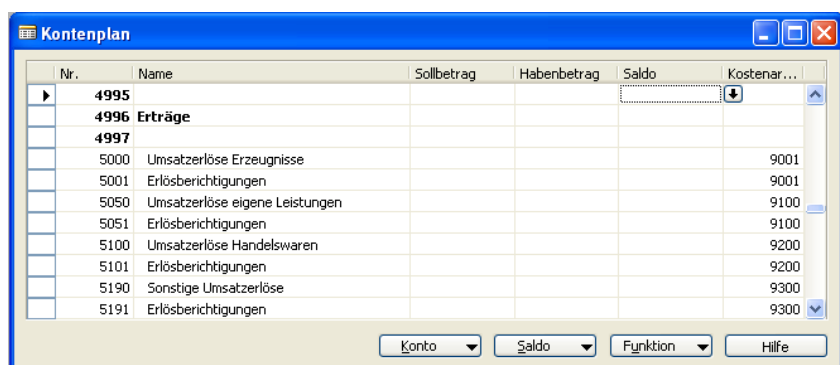 Kontenplan
Nr. Name Sollbetrag Habenbetrag Saldo Kostenar...
4995
4996 Erträge
4997
5000 Umsatzerlöse Erzeugnisse 9001
5001 Erlösberichtigungen 9001
5050 Umsatzerlöse eigene Leistungen 9100
5051 Erlösberichtigungen 9100
5100 Umsatzerlöse Handelswaren 9200
5101 Erlösberichtigungen 9200
5190 Sonstige Umsatzerlöse 9300
5191 Erlösberichtigungen 9300
Konto Saldo Funktion Hilfe